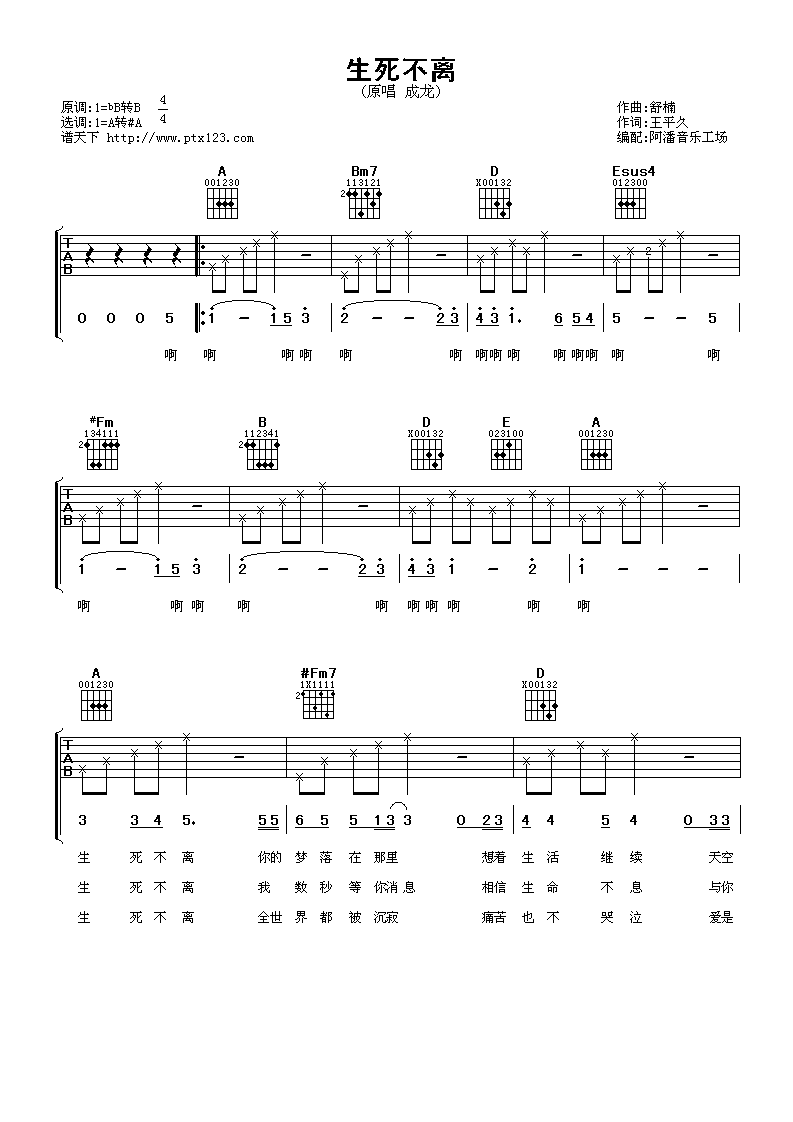 生死不离
(原唱 成龙)
原调:1=bB转B 4/4 作曲:舒楠
选调:1=A转#A 作词:王平久
谱天下 http://www.ptx123.com 编配:阿潘音乐工场
A Bm7 D Esus4
001230 113121 X00132 012300
2
T
A 2
B
0 0 0 5 1 — 1 5 3 2 — — 2 3 4 3 1. 6 5 4 5 — — 5
啊 啊 啊 啊 啊 啊 啊 啊 啊 啊 啊 啊 啊 啊
#Fm B D E A
134111 112341 X00132 023100 001230
2 2
T
A
B
1 — 1 5 3 2 — — 2 3 4 3 1 — 2 1 — — —
啊 啊 啊 啊 啊 啊 啊 啊 啊 啊
A #Fm7 D
001230 1X1111 X00132
2
T
A
B
3 3 4 5. 5 5 6 5 5 1 3 3 0 2 3 4 4 5 4 0 3 3
生 死 不 离 你的 梦 落 在 那里 想着 生 活 继 续 天空
生 死 不 离 我 数 秒 等 你消 息 相信 生 命 不 息 与你
生 死 不 离 全世 界 都 被 沉寂 痛苦 也 不 哭 泣 爱是